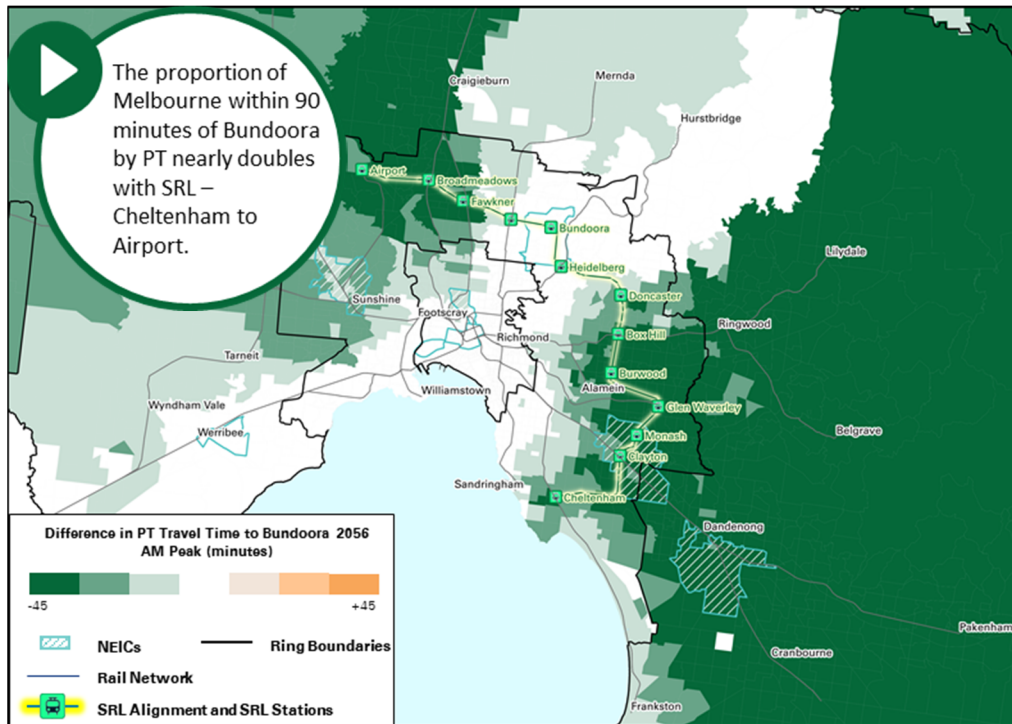 The proportion of
Melbourne within 90
minutes of Bundoora
by PT nearly doubles
with SRL –
Cheltenham to
Airport.
Craigieburn
Mernda
Hurstbridge
Airport
Broadmeadows
Fawkner
Bundoora
Heidelberg
Lilydale
Doncaster
Sunshine
Footscray
Ringwood
Richmond
Box Hill
Tarneit
Burwood
Alamein
Williamstown
Wyndham Vale
Glen Waverley
Werribee
Belgrave
Monash
Clayton
Sandringham
Cheltenham
Dandenong
Pakenham
Cranbourne
Frankston
Difference in PT Travel Time to Bundoora 2056
AM Peak (minutes)
-45 +45
NEICs Ring Boundaries
Rail Network
SRL Alignment and SRL Stations